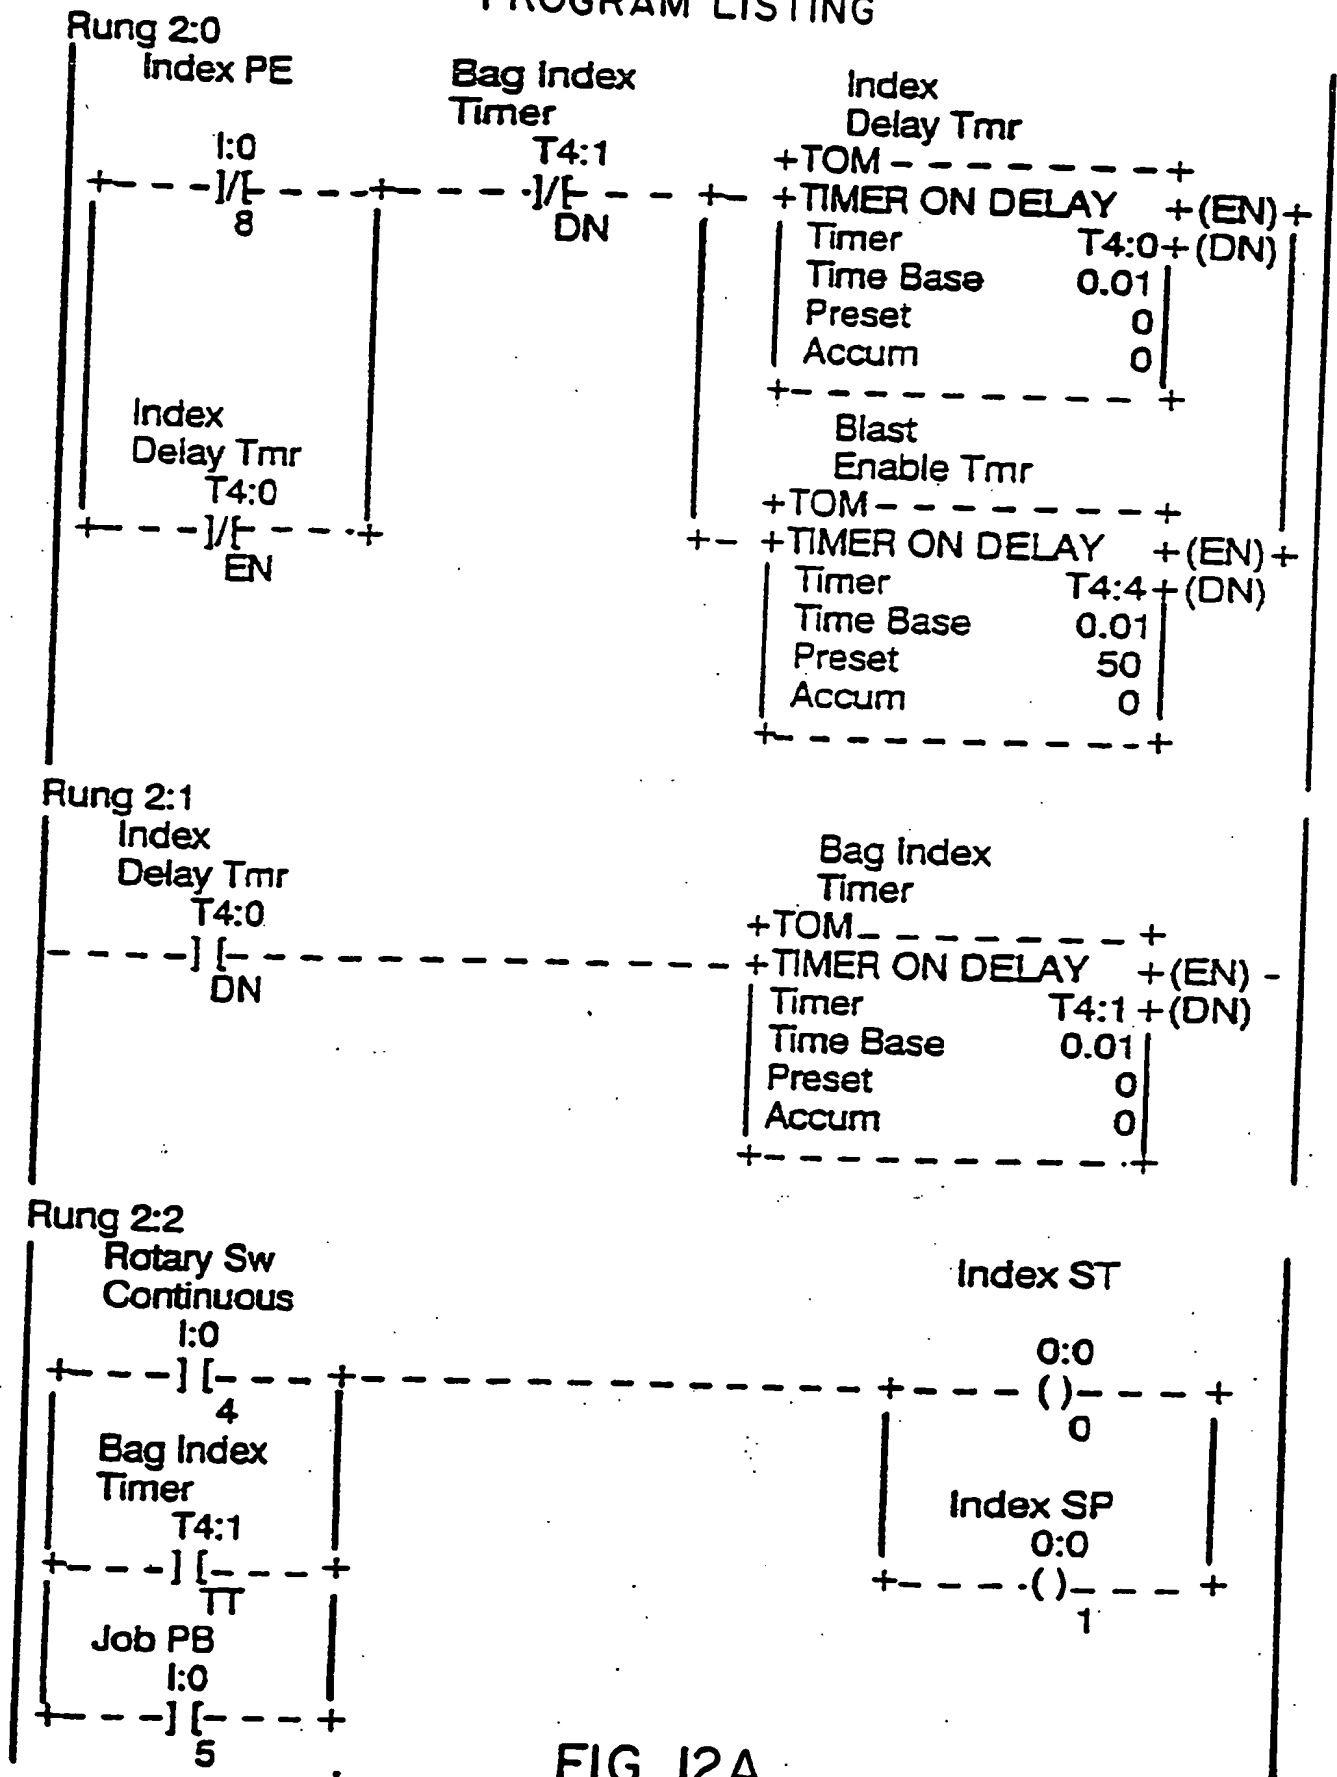 PROGRAM LISTING
Rung 2:0
Index PE
Bag Index
Timer
Index
Delay Tmr
I:0
T4:1
+TOM - - - - - - - - +
+- - - ]/[- - - - -+- - - - -]/[- - - - +- +TIMER ON DELAY +(EN)+
8
DN
Timer T4:0+(DN)
Time Base 0.01
Preset 0
Accum 0
+- - - - - - - - - - +
Index
Delay Tmr
T4:0
+- - - ]/[- - - - -+
EN
Blast
Enable Tmr
+TOM- - - - - - - - +
+- +TIMER ON DELAY +(EN)+
Timer T4:4+(DN)
Time Base 0.01
Preset 50
Accum 0
+- - - - - - - - - - -+
Rung 2:1
Index
Delay Tmr
T4:0
Bag Index
Timer
+TOM- - - - - - - - +
- - - - -] [- - - - - - - - - - - - - - - +TIMER ON DELAY +(EN) -
DN
Timer T4:1+(DN)
Time Base 0.01
Preset 0
Accum 0
+- - - - - - - - - - -+
Rung 2:2
Rotary Sw
Continuous
Index ST
I:0
0:0
+- - - -] [- - - - +- - - - - - - - - - - - - - +- - - - ( )- - - - +
4
0
Bag Index
Timer
T4:1
+- - - -] [- - - - +
TT
Index SP
0:0
+- - - - -( )- - - - +
1
Job PB
I:0
+- - - -] [- - - - +
5
FIG. 12A